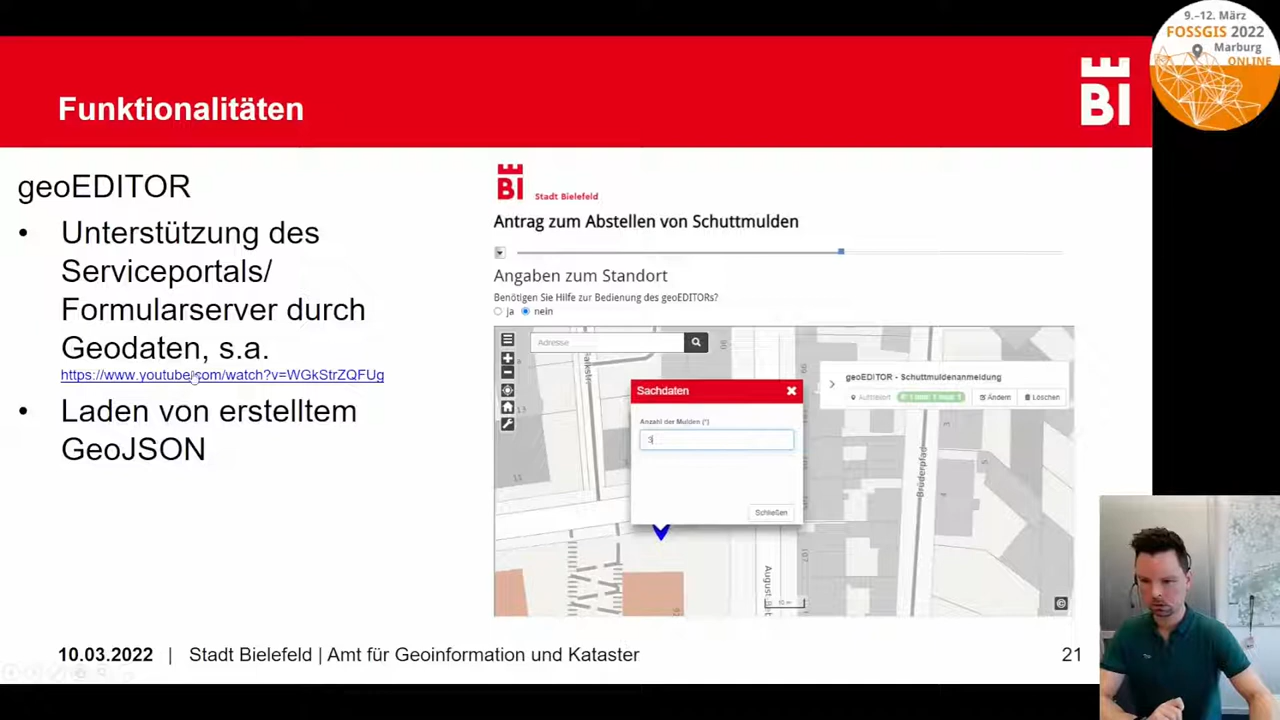 9.–12. März
FOSSGIS 2022
Marburg
ONLINE
Funktionalitäten
BI
geoEDITOR
• Unterstützung des
Serviceportals/
Formularserver durch
Geodaten, s.a.
https://www.youtube.com/watch?v=WGkStrZQFUg
• Laden von erstelltem
GeoJSON
BI Stadt Bielefeld
Antrag zum Abstellen von Schuttmulden
Angaben zum Standort
Benötigen Sie Hilfe zur Bedienung des geoEDITORs?
ja nein
Adresse
geoEDITOR - Schuttmuldenanmeldung
Ändern Löschen
Sachdaten
Anzahl der Mulden (*)
3
Schließen
10.03.2022 | Stadt Bielefeld | Amt für Geoinformation und Kataster
21